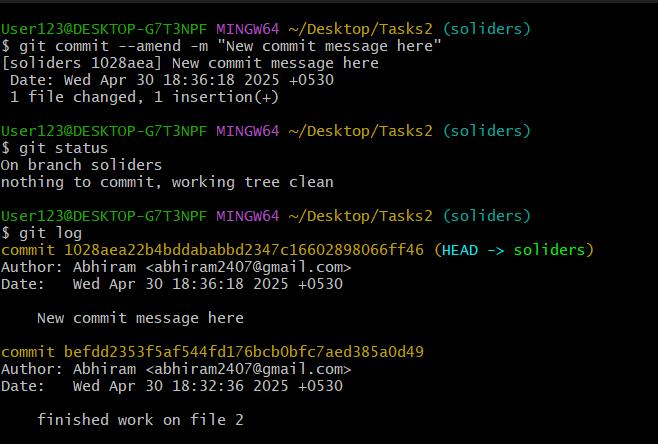 User123@DESKTOP-G7T3NPF MINGW64 ~/Desktop/Tasks2 (soliders)
$ git commit --amend -m "New commit message here"
[soliders 1028aea] New commit message here
 Date: Wed Apr 30 18:36:18 2025 +0530
 1 file changed, 1 insertion(+)

User123@DESKTOP-G7T3NPF MINGW64 ~/Desktop/Tasks2 (soliders)
$ git status
On branch soliders
nothing to commit, working tree clean

User123@DESKTOP-G7T3NPF MINGW64 ~/Desktop/Tasks2 (soliders)
$ git log
commit 1028aea22b4bddababbd2347c16602898066ff46 (HEAD -> soliders)
Author: Abhiram <abhiram2407@gmail.com>
Date:   Wed Apr 30 18:36:18 2025 +0530

    New commit message here

commit befdd2353f5af544fd176bcb0bfc7aed385a0d49
Author: Abhiram <abhiram2407@gmail.com>
Date:   Wed Apr 30 18:32:36 2025 +0530

    finished work on file 2